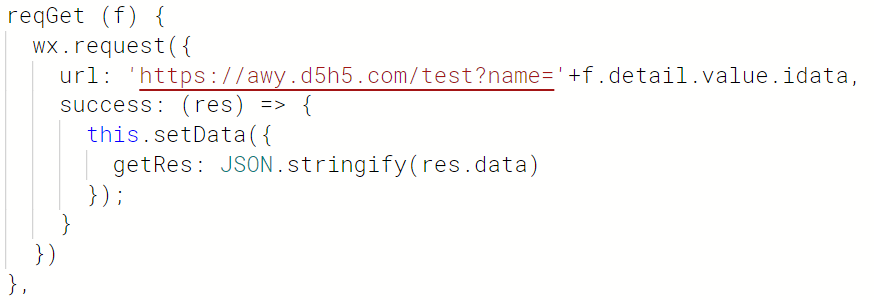 reqGet (f) {
wx.request({
url: 'https://awy.d5h5.com/test?name='+f.detail.value.idata,
success: (res) => {
this.setData({
getRes: JSON.stringify(res.data)
});
}
})
},